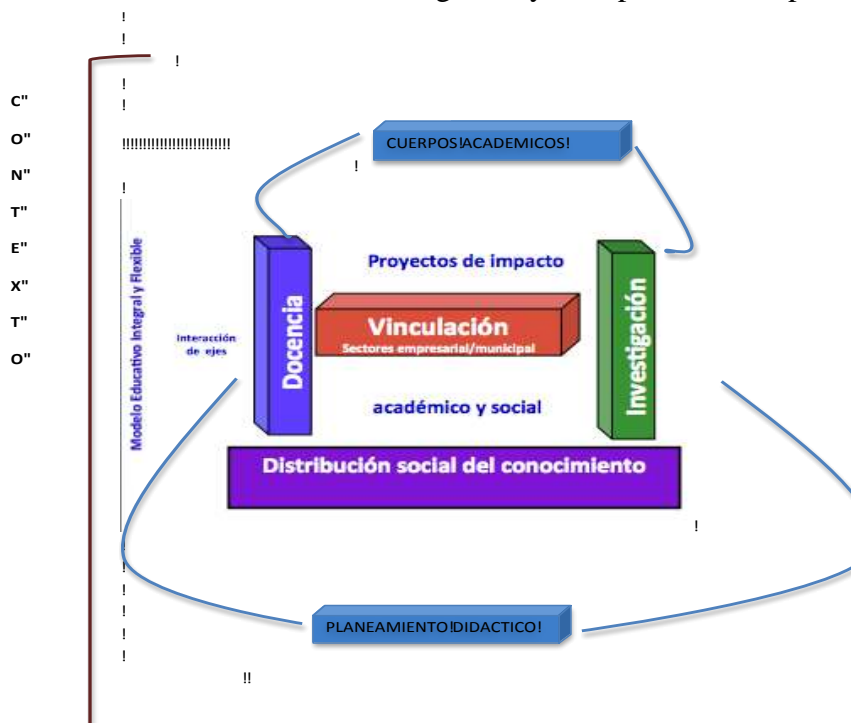 !
!
!
!
!
C"
O"
N"
T"
E"
X"
T"
O"
!!!!!!!!!!!!!!!!!!!!!!!!!!
CUERPOS!ACADEMICOS!
!
!
Modelo Educativo Integral y Flexible
Interacción
de ejes
Docencia
Proyectos de impacto
Vinculación
Sectores empresarial/municipal
académico y social
Investigación
Distribución social del conocimiento
!
!
!
!
!
!
!
PLANEAMIENTO!DIDACTICO!
!!